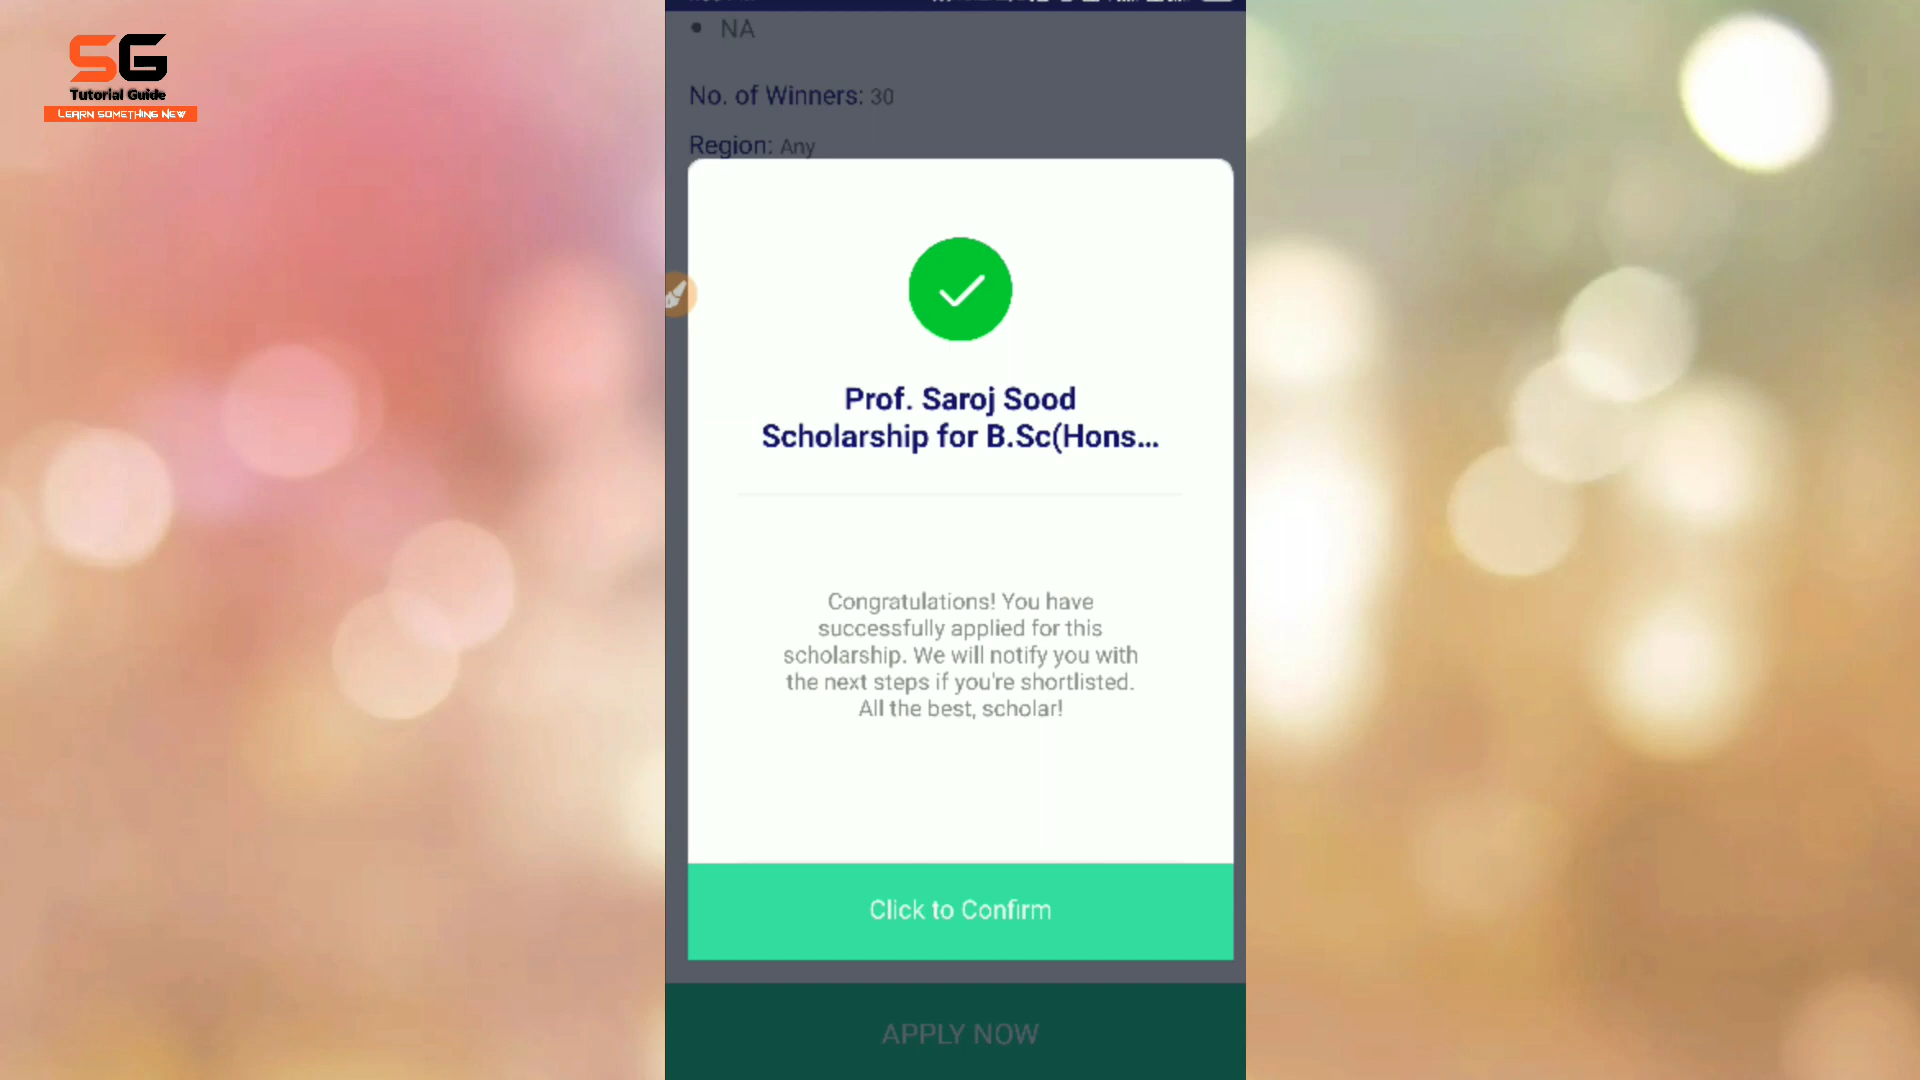 SG
Tutorial Guide
LEARN SOMETHING NEW
• NA
No. of Winners: 30
Region: Any
Prof. Saroj Sood
Scholarship for B.Sc(Hons...
Congratulations! You have
successfully applied for this
scholarship. We will notify you with
the next steps if you're shortlisted.
All the best, scholar!
Click to Confirm
APPLY NOW